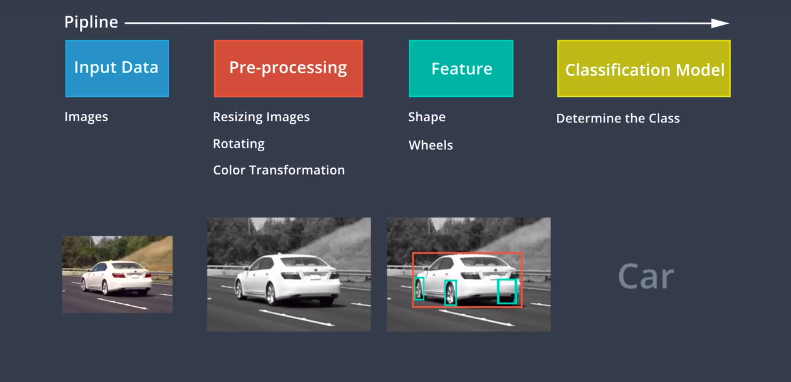 Pipline
Input Data
Pre-processing
Feature
Classification Model
Images
Resizing Images
Rotating
Color Transformation
Shape
Wheels
Determine the Class
Car